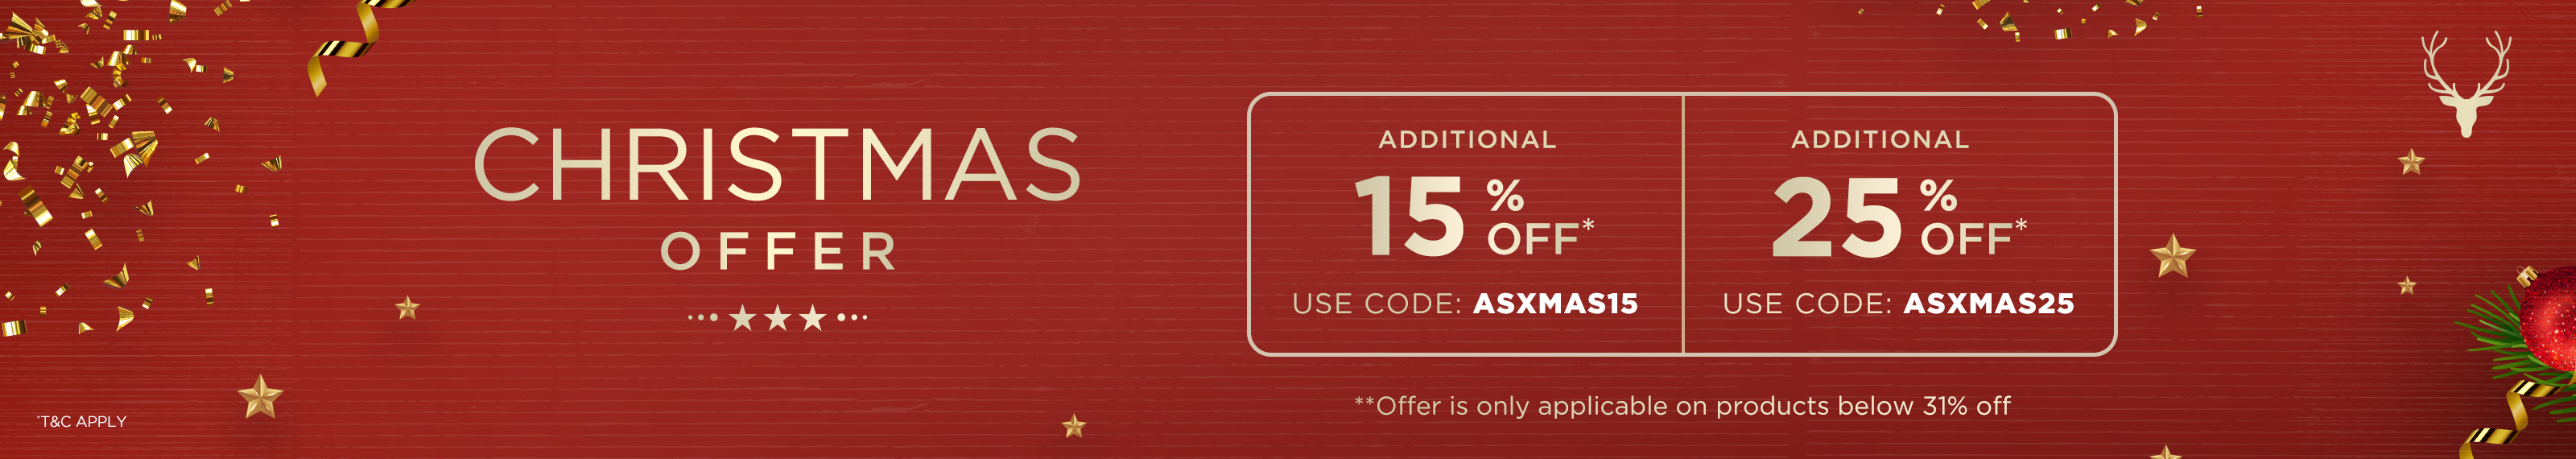 CHRISTMAS
OFFER
ADDITIONAL
15% OFF*
USE CODE: ASXMAS15
ADDITIONAL
25% OFF*
USE CODE: ASXMAS25
**Offer is only applicable on products below 31% off
*T&C APPLY